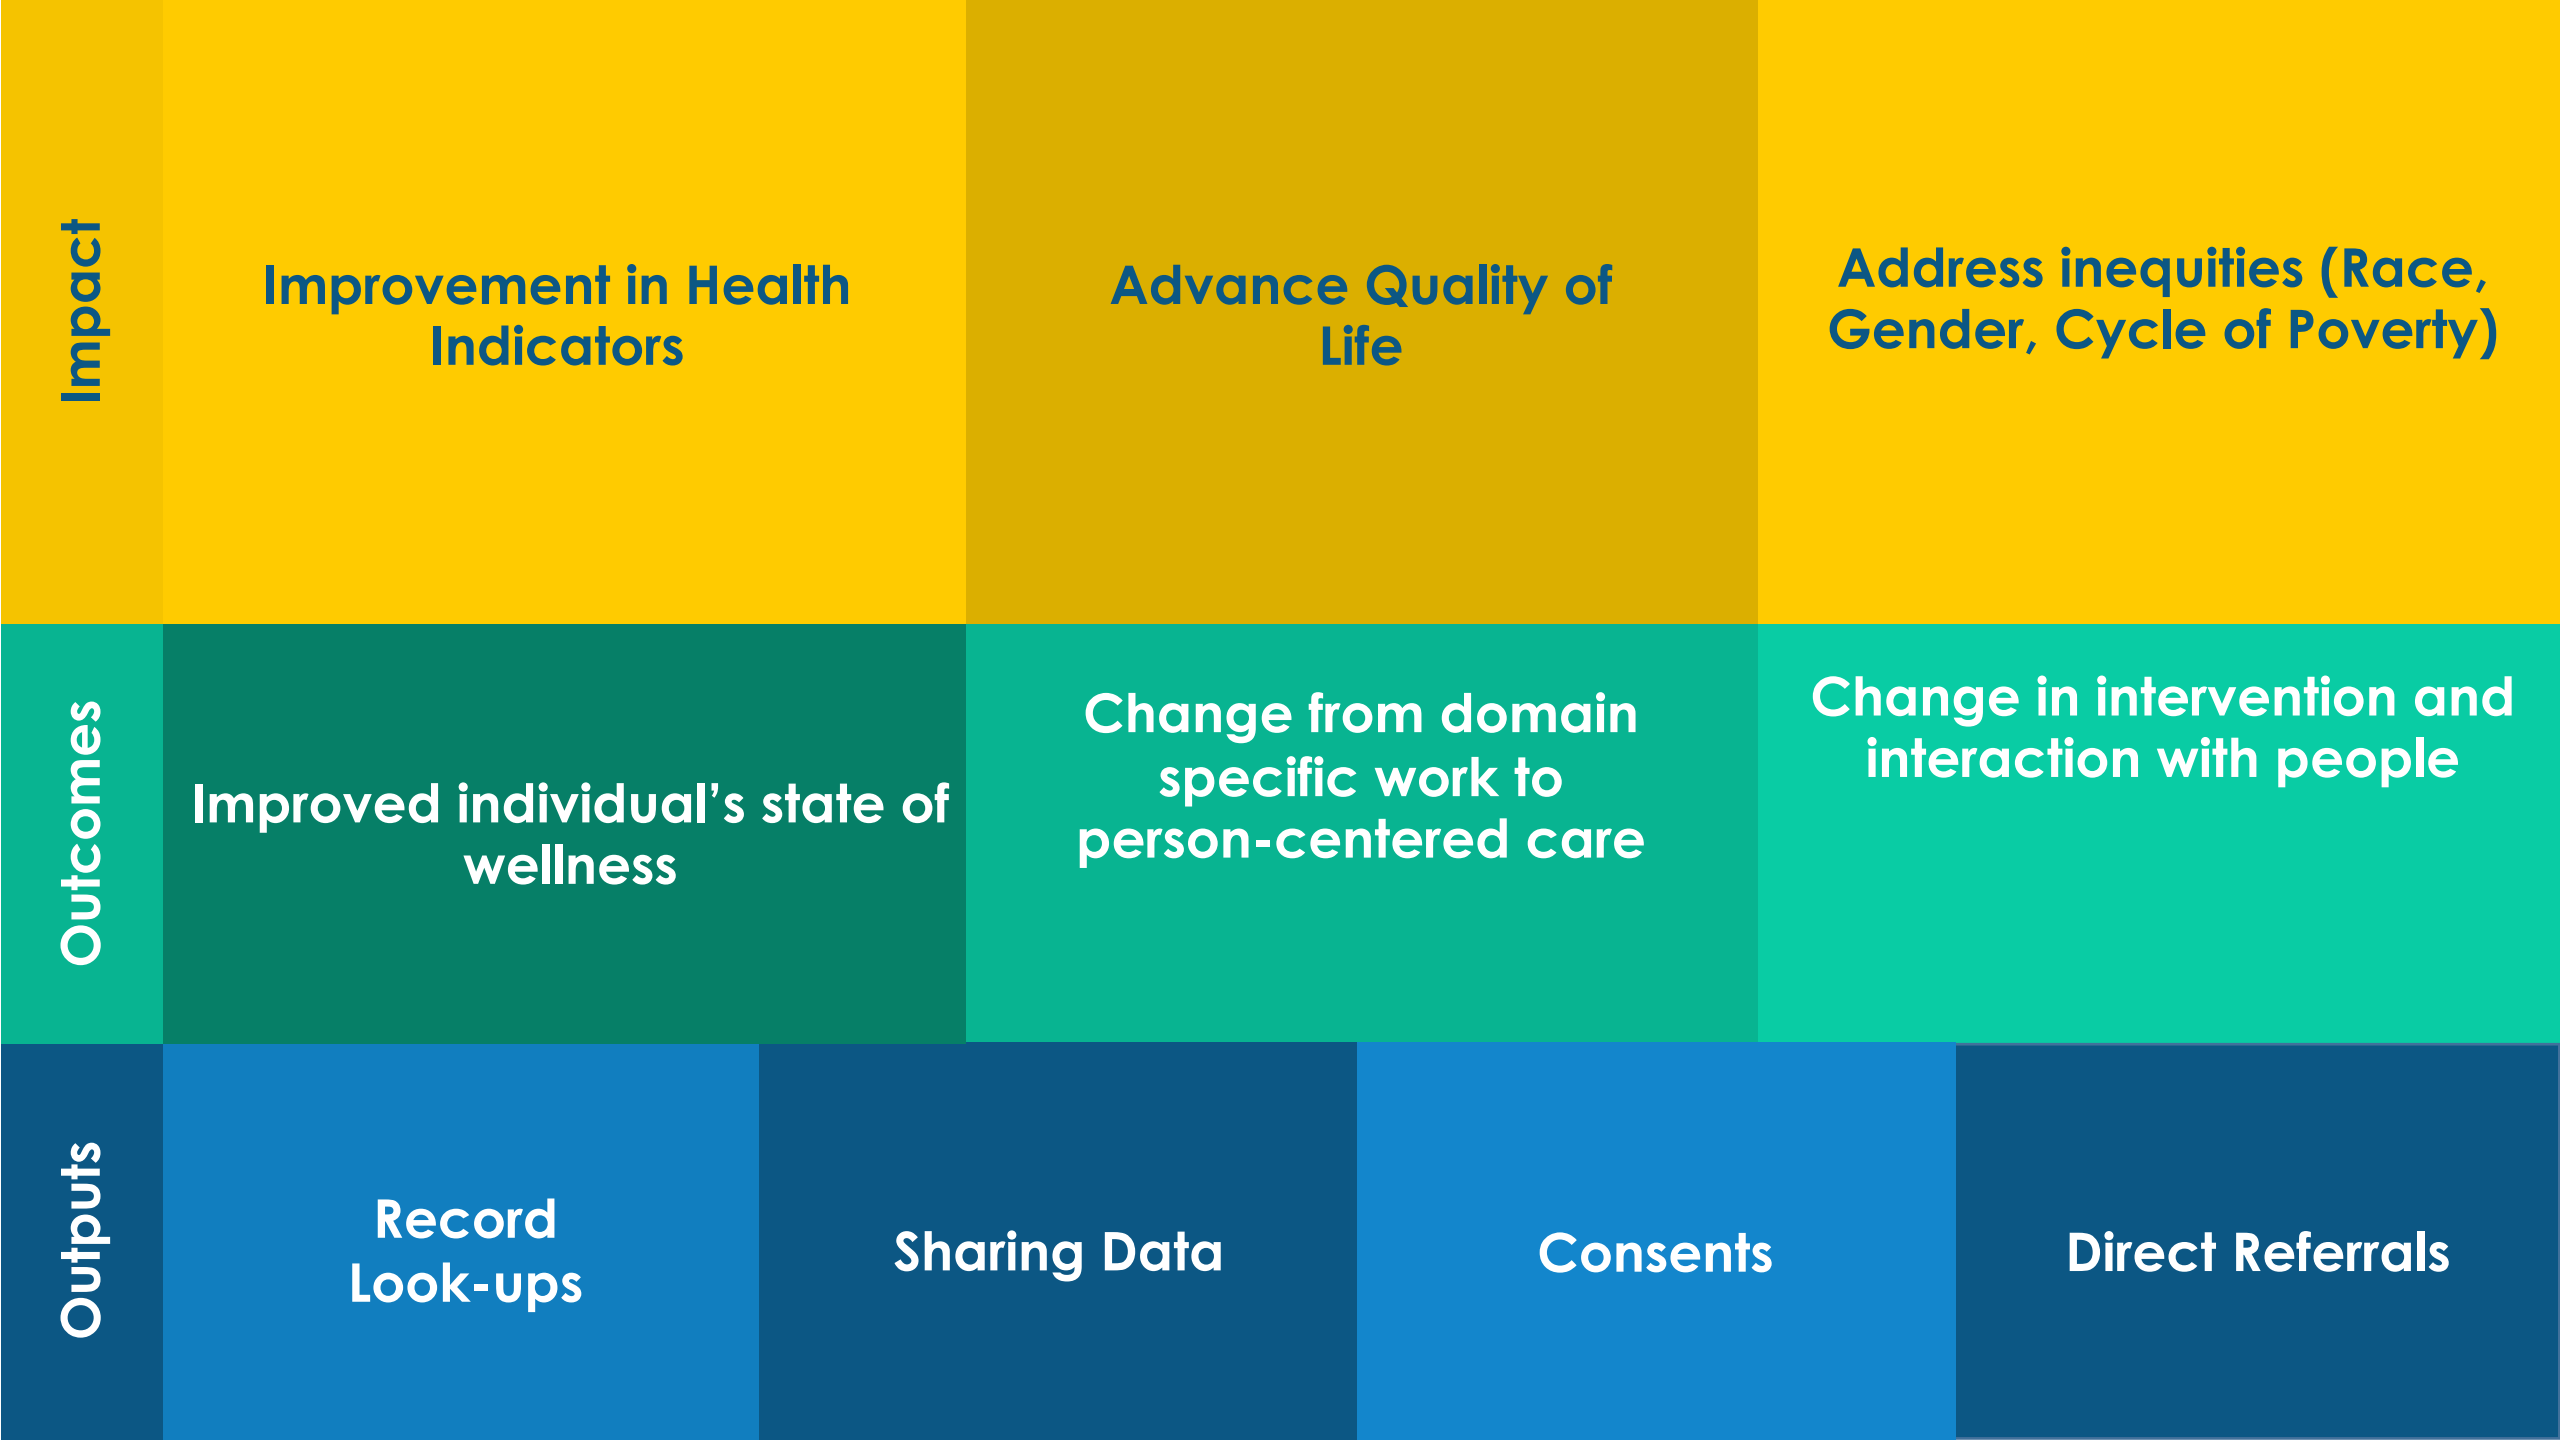 Impact
Improvement in Health
Indicators
Advance Quality of
Life
Address inequities (Race,
Gender, Cycle of Poverty)
Outcomes
Improved individual’s state of
wellness
Change from domain
specific work to
person-centered care
Change in intervention and
interaction with people
Outputs
Record
Look-ups
Sharing Data
Consents
Direct Referrals